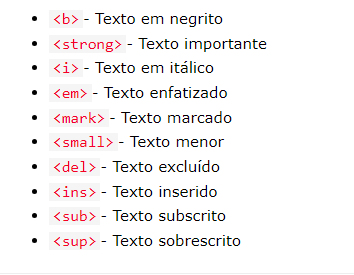 <b> - Texto em negrito
<strong> - Texto importante
<i> - Texto em itálico
<em> - Texto enfatizado
<mark> - Texto marcado
<small> - Texto menor
<del> - Texto excluído
<ins> - Texto inserido
<sub> - Texto subscrito
<sup> - Texto sobrescrito